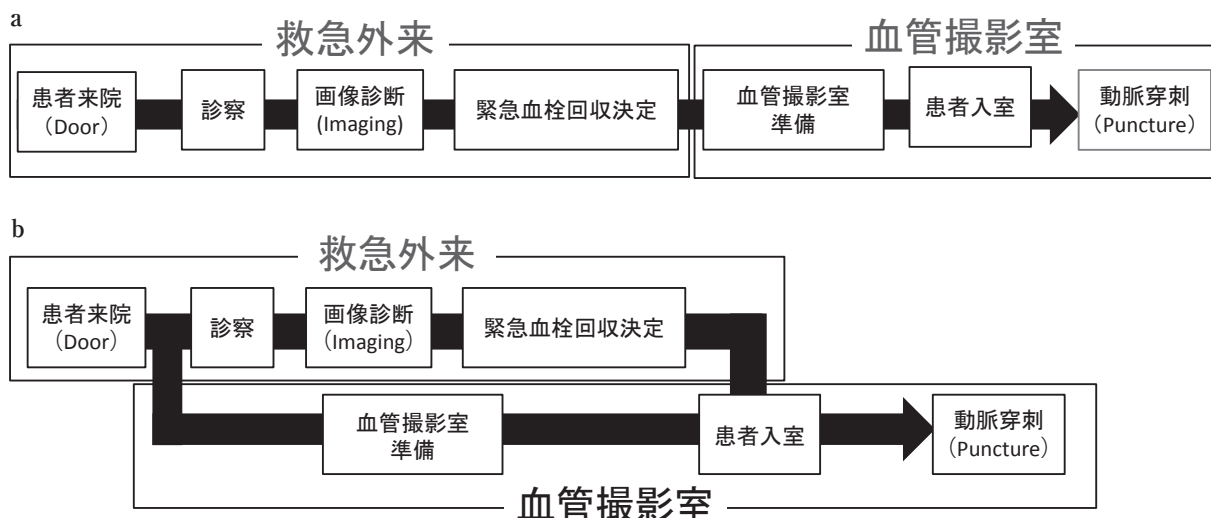 a
救急外来
血管撮影室
患者来院
（Door）
診察
画像診断
(Imaging)
緊急血栓回収決定
血管撮影室
準備
患者入室
動脈穿刺
（Puncture）
b
救急外来
患者来院
（Door）
診察
画像診断
（Imaging）
緊急血栓回収決定
血管撮影室
準備
患者入室
動脈穿刺
（Puncture）
血管撮影室